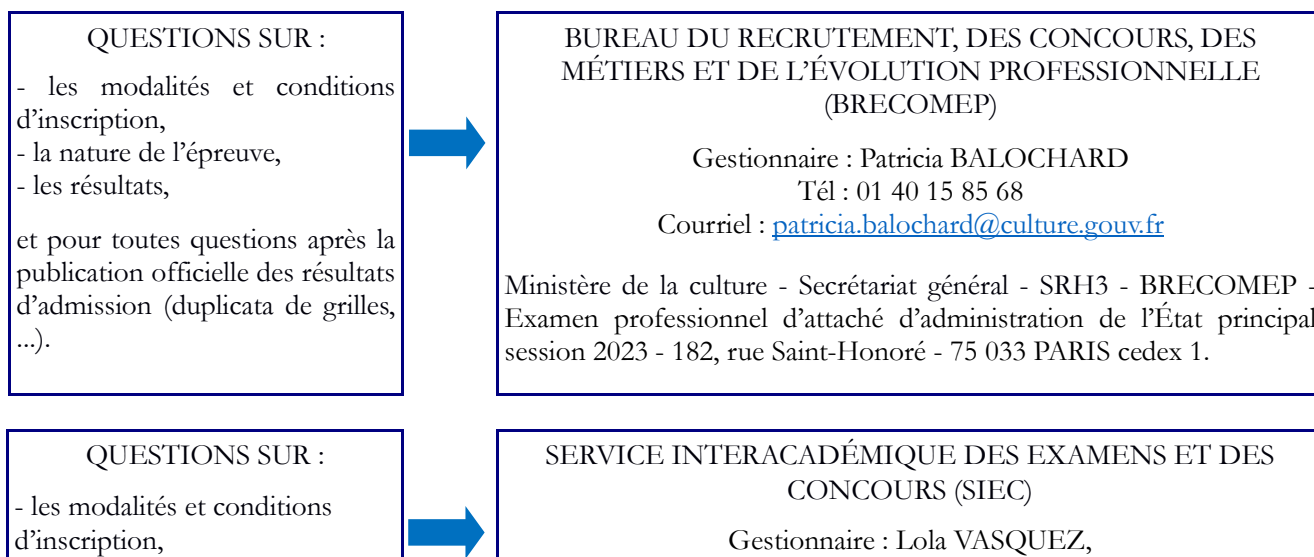 QUESTIONS SUR :
- les modalités et conditions
d’inscription,
- la nature de l’épreuve,
- les résultats,
et pour toutes questions après la
publication officielle des résultats
d’admission (duplicata de grilles,
...).
BUREAU DU RECRUTEMENT, DES CONCOURS, DES
MÉTIERS ET DE L’ÉVOLUTION PROFESSIONNELLE
(BRECOMEP)
Gestionnaire : Patricia BALOCHARD
Tél : 01 40 15 85 68
Courriel : patricia.balochard@culture.gouv.fr
Ministère de la culture - Secrétariat général - SRH3 - BRECOMEP -
Examen professionnel d’attaché d’administration de l’État principal
session 2023 - 182, rue Saint-Honoré - 75 033 PARIS cedex 1.
QUESTIONS SUR :
- les modalités et conditions
d’inscription,
SERVICE INTERACADÉMIQUE DES EXAMENS ET DES
CONCOURS (SIEC)
Gestionnaire : Lola VASQUEZ,